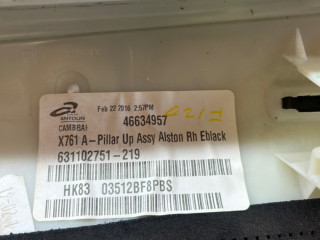 Feb 22 2016 2:57PM
ANTOLIN
CAMBRAI
46634957
X761 A-Pillar Up Assy Alston Rh Eblack
631102751-219
HK83 03512BF8PBS